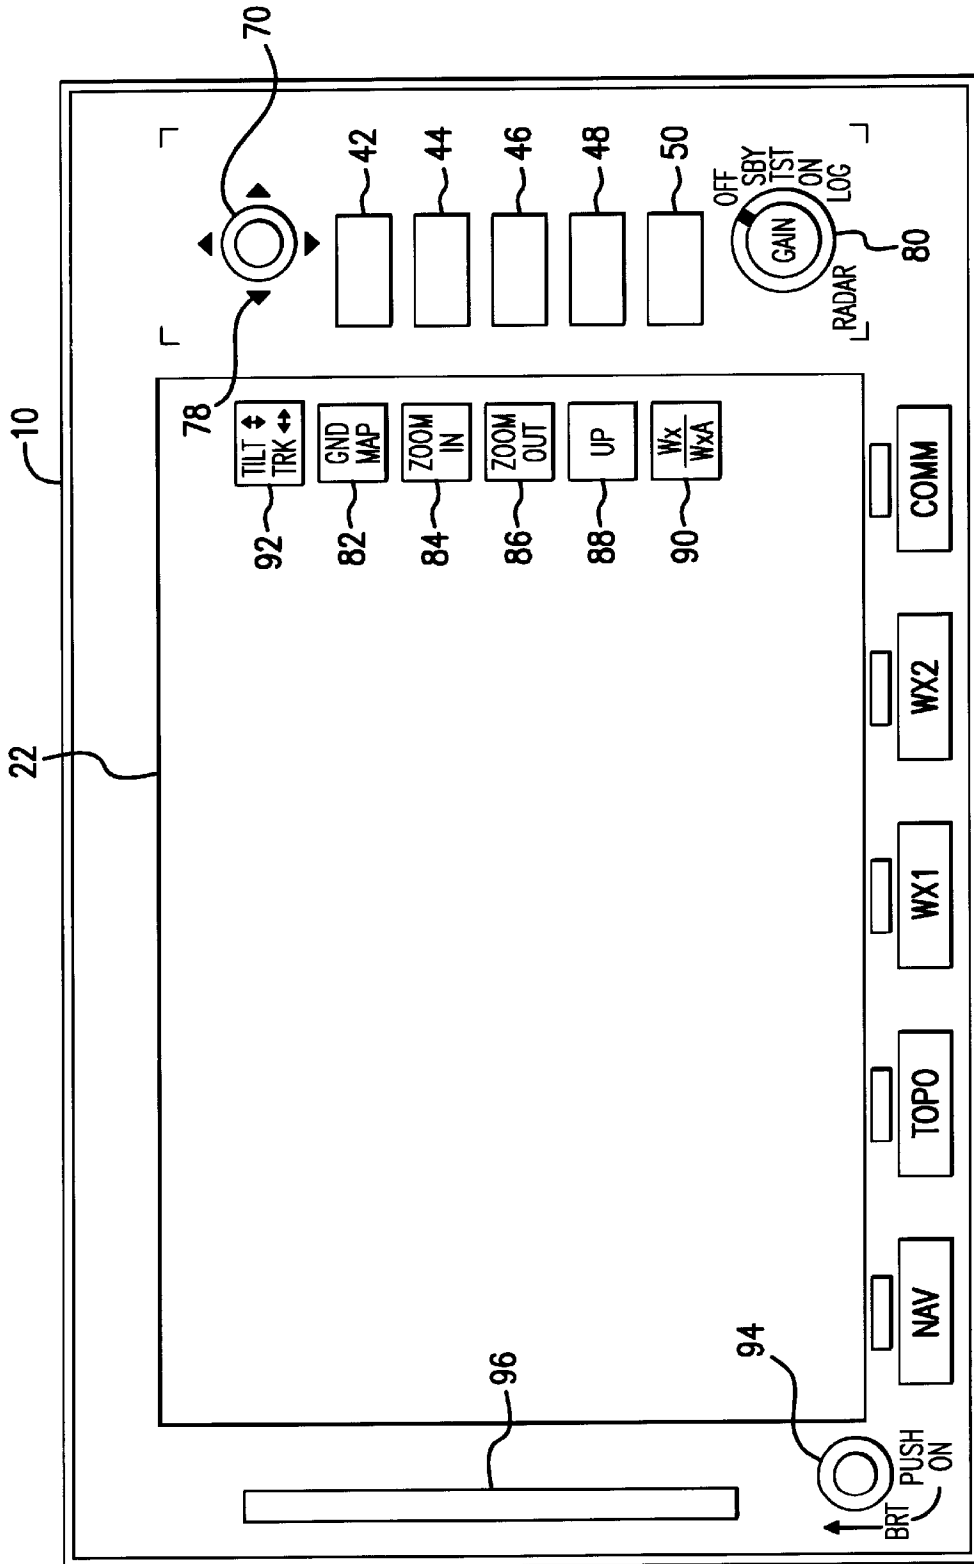 10
22
78
70
TILT
TRK
92
GND
MAP
82
ZOOM
IN
84
ZOOM
OUT
86
UP
88
Wx
WxA
90
42
44
46
48
50
OFF
SBY
TST
ON
LOG
GAIN
RADAR
80
96
94
BRT
PUSH
ON
NAV
TOPO
WX1
WX2
COMM